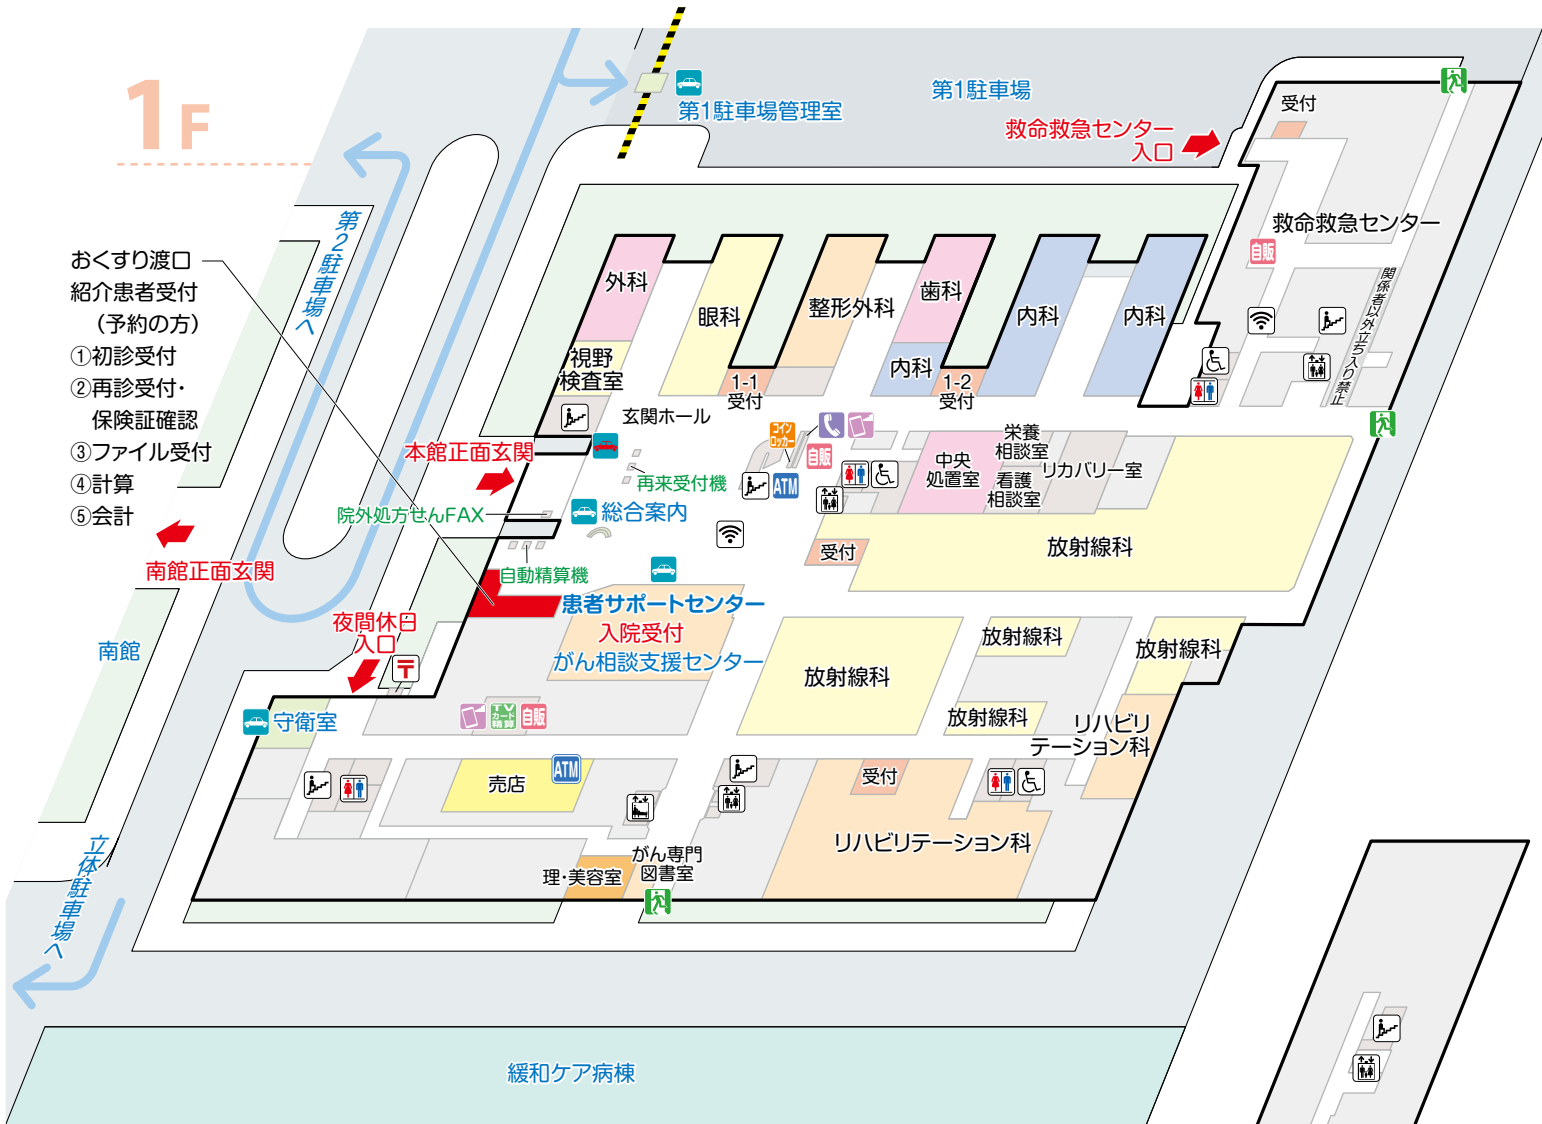 1F
第1駐車場管理室
第1駐車場
救命救急センター
入口
受付
救命救急センター
自販
関係者以外立ち入り禁止
第2駐車場へ
おくすり渡口
紹介患者受付
（予約の方）
①初診受付
②再診受付・
保険証確認
③ファイル受付
④計算
⑤会計
外科
眼科
整形外科
歯科
内科
内科
内科
視野
検査室
1-1
受付
1-2
受付
玄関ホール
コイン
ロッカー
自販
ATM
本館正面玄関
再来受付機
院外処方せんFAX
総合案内
自動精算機
中央
処置室
栄養
相談室
看護
相談室
リカバリー室
放射線科
受付
南館正面玄関
南館
夜間休日
入口
〒
患者サポートセンター
入院受付
がん相談支援センター
放射線科
放射線科
放射線科
放射線科
リハビリ
テーション科
守衛室
TV
カード
精算
自販
売店
ATM
受付
リハビリテーション科
理・美容室
がん専門
図書室
立体駐車場へ
緩和ケア病棟